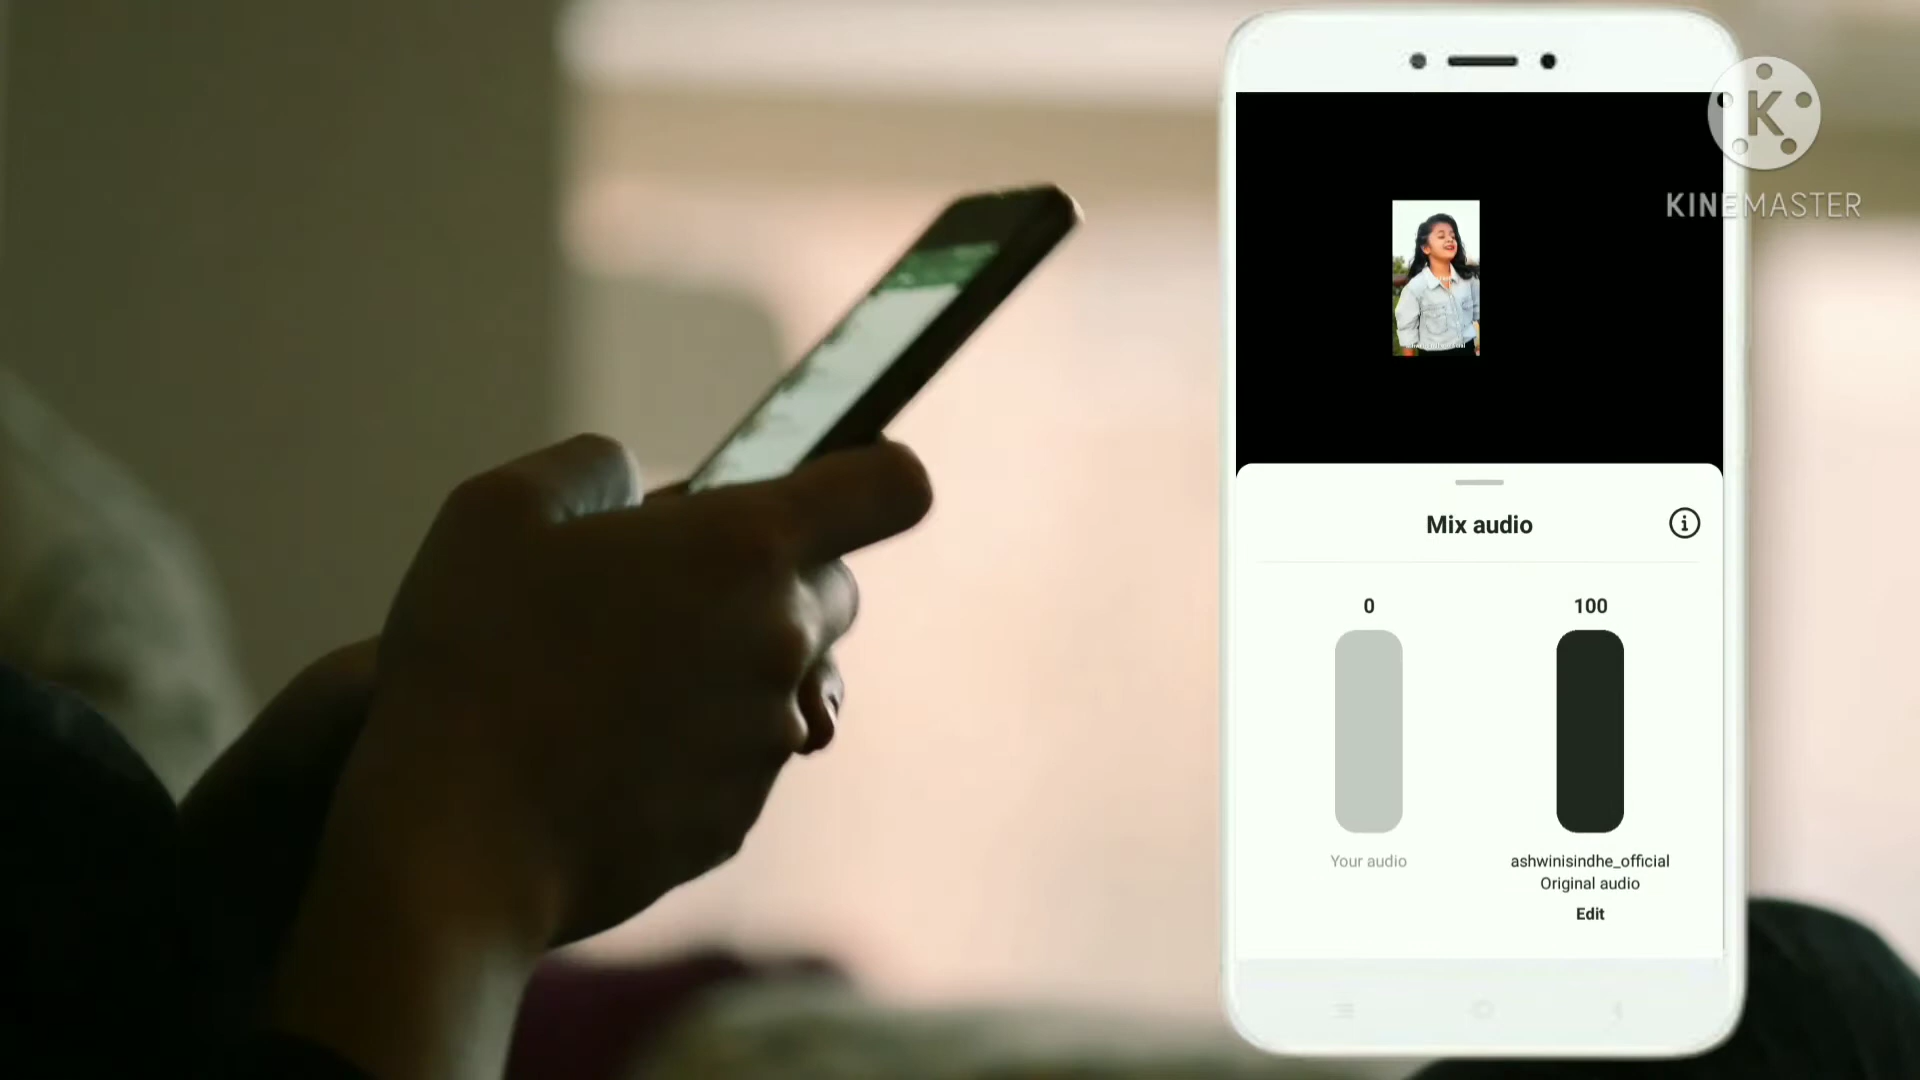 K
KINEMASTER
Mix audio
0
100
Your audio
ashwinisindhe_official
Original audio
Edit